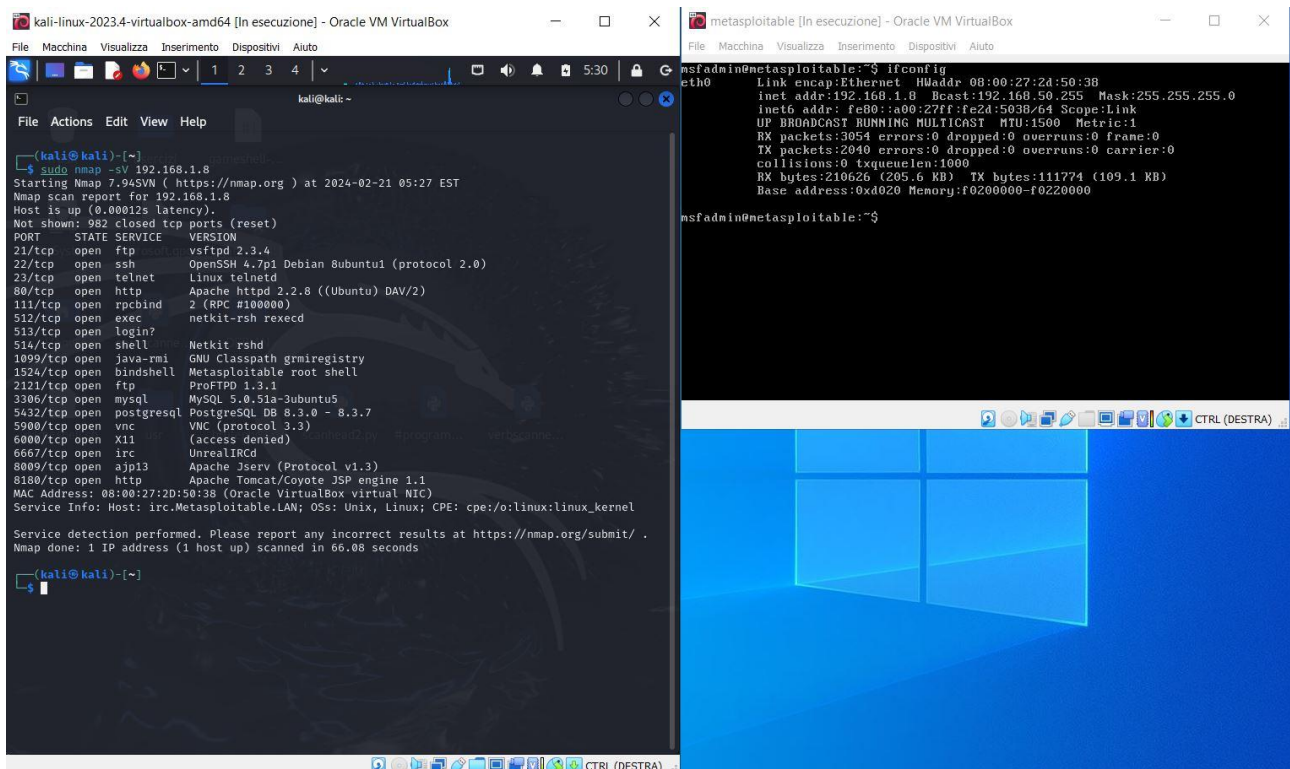 kali-linux-2023.4-virtualbox-amd64 [In esecuzione] - Oracle VM VirtualBox
File Macchina Visualizza Inserimento Dispositivi Aiuto
1 2 3 4 5:30
kali@kali: ~
File Actions Edit View Help
(kali㉿kali)-[~]
$ sudo nmap -sV 192.168.1.8
Starting Nmap 7.94SVN ( https://nmap.org ) at 2024-02-21 05:27 EST
Nmap scan report for 192.168.1.8
Host is up (0.00012s latency).
Not shown: 982 closed tcp ports (reset)
PORT STATE SERVICE VERSION
21/tcp open ftp vsftpd 2.3.4
22/tcp open ssh OpenSSH 4.7p1 Debian 8ubuntu1 (protocol 2.0)
23/tcp open telnet Linux telnetd
80/tcp open http Apache httpd 2.2.8 ((Ubuntu) DAV/2)
111/tcp open rpcbind 2 (RPC #100000)
512/tcp open exec netkit-rsh rexecd
513/tcp open login?
514/tcp open shell Netkit rshd
1099/tcp open java-rmi GNU Classpath grmiregistry
1524/tcp open bindshell Metasploitable root shell
2121/tcp open ftp ProFTPD 1.3.1
3306/tcp open mysql MySQL 5.0.51a-3ubuntu5
5432/tcp open postgresql PostgreSQL DB 8.3.0 - 8.3.7
5900/tcp open vnc VNC (protocol 3.3)
6000/tcp open X11 (access denied)
6667/tcp open irc UnrealIRCd
8009/tcp open ajp13 Apache Jserv (Protocol v1.3)
8180/tcp open http Apache Tomcat/Coyote JSP engine 1.1
MAC Address: 08:00:27:2D:50:38 (Oracle VirtualBox virtual NIC)
Service Info: Host: irc.Metasploitable.LAN; OSs: Unix, Linux; CPE: cpe:/o:linux:linux_kernel
Service detection performed. Please report any incorrect results at https://nmap.org/submit/ .
Nmap done: 1 IP address (1 host up) scanned in 66.08 seconds
(kali㉿kali)-[~]
$
CTRL (DESTRA)
metasploitable [In esecuzione] - Oracle VM VirtualBox
File Macchina Visualizza Inserimento Dispositivi Aiuto
msfadmin@metasploitable:~$ ifconfig
eth0 Link encap:Ethernet HWaddr 08:00:27:2d:50:38
inet addr:192.168.1.8 Bcast:192.168.50.255 Mask:255.255.255.0
inet6 addr: fe80::a00:27ff:fe2d:5038/64 Scope:Link
UP BROADCAST RUNNING MULTICAST MTU:1500 Metric:1
RX packets:3054 errors:0 dropped:0 overruns:0 frame:0
TX packets:2040 errors:0 dropped:0 overruns:0 carrier:0
collisions:0 txqueuelen:1000
RX bytes:210626 (205.6 KB) TX bytes:111774 (109.1 KB)
Base address:0xd020 Memory:f0200000-f0220000
msfadmin@metasploitable:~$
CTRL (DESTRA)